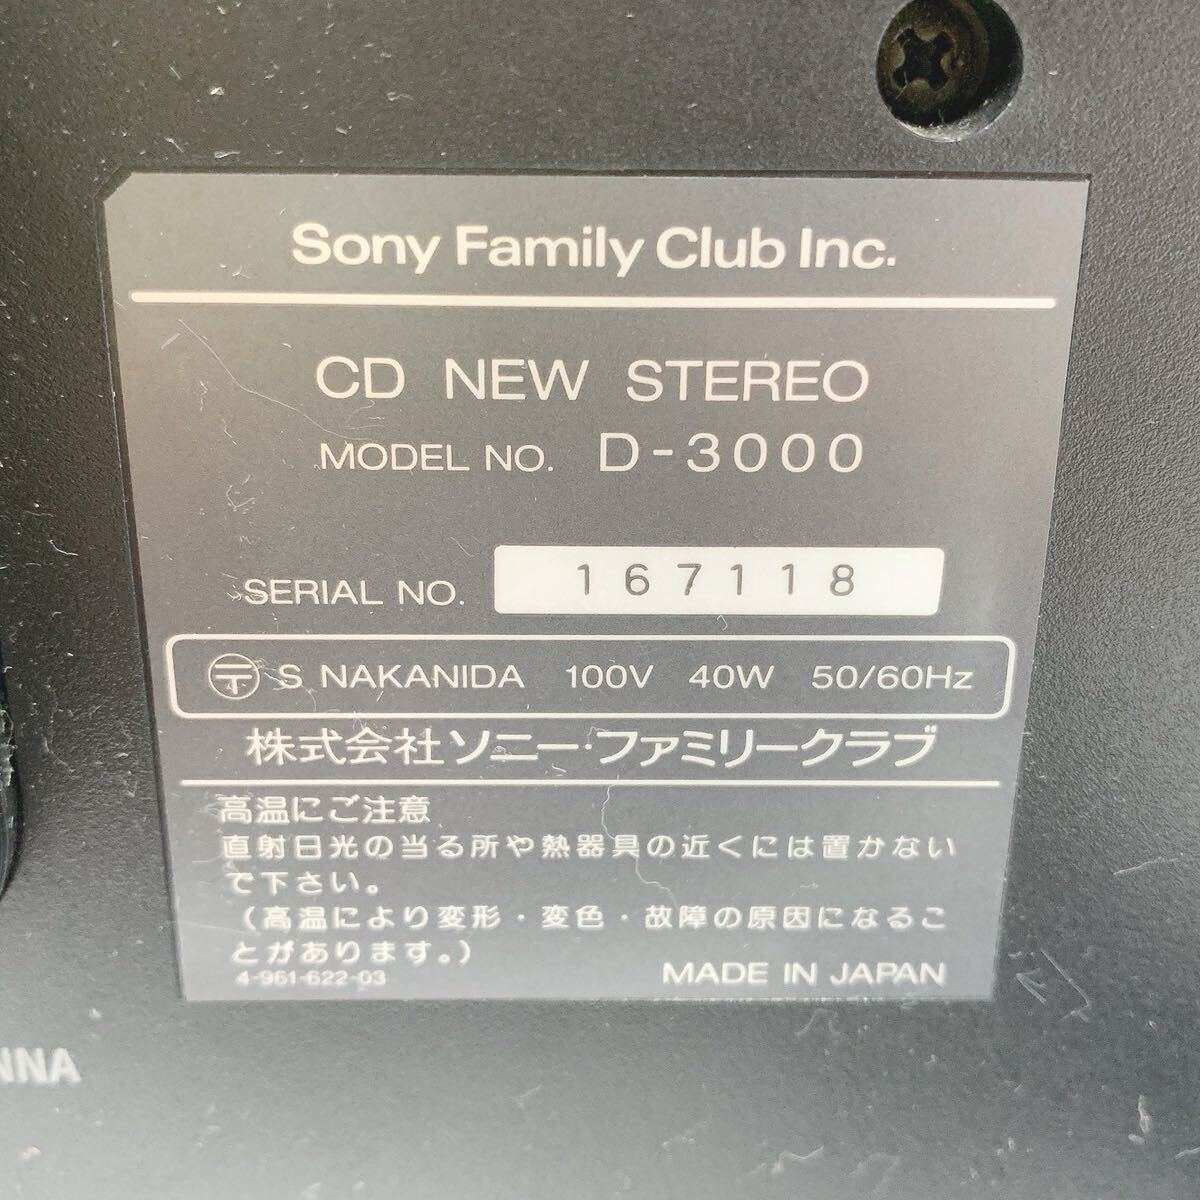 Sony Family Club Inc.
CD NEW STEREO
MODEL NO. D-3000
SERIAL NO. 167118
〒 S NAKANIDA 100V 40W 50/60Hz
株式会社ソニー・ファミリークラブ
高温にご注意
直射日光の当る所や熱器具の近くには置かない
で下さい。
（高温により変形・変色・故障の原因になるこ
とがあります。）
4-961-622-03 MADE IN JAPAN
NNA